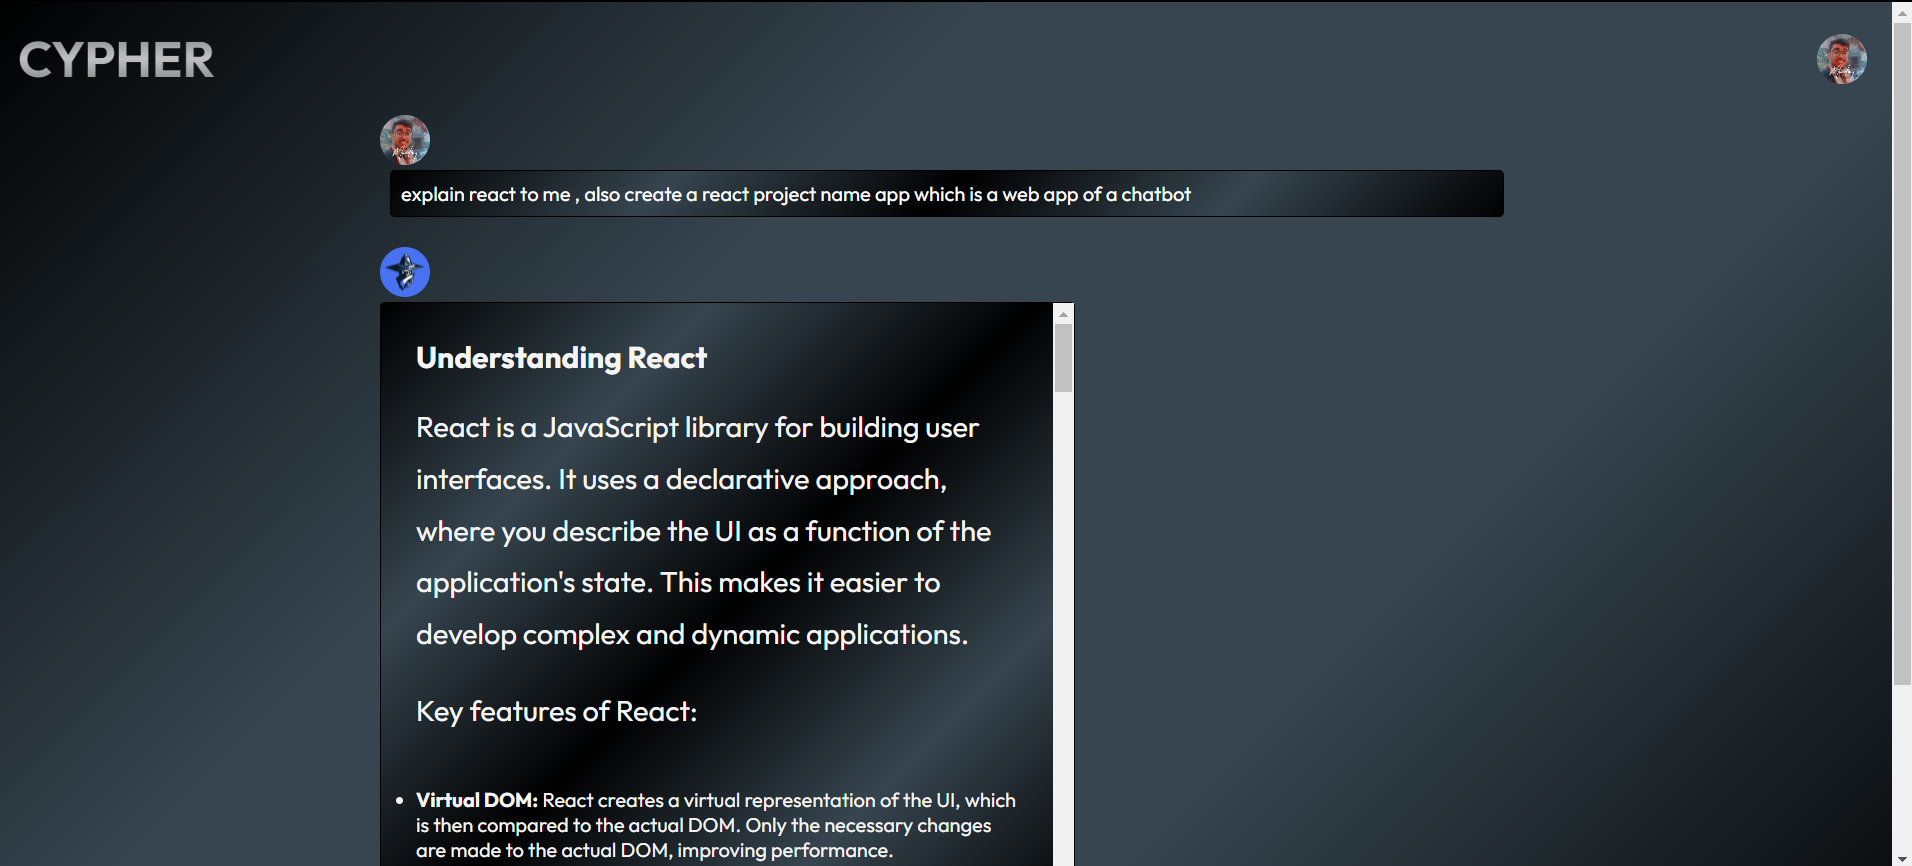 CYPHER
explain react to me , also create a react project name app which is a web app of a chatbot
Understanding React
React is a JavaScript library for building user
interfaces. It uses a declarative approach,
where you describe the UI as a function of the
application's state. This makes it easier to
develop complex and dynamic applications.
Key features of React:
Virtual DOM: React creates a virtual representation of the UI, which
is then compared to the actual DOM. Only the necessary changes
are made to the actual DOM, improving performance.